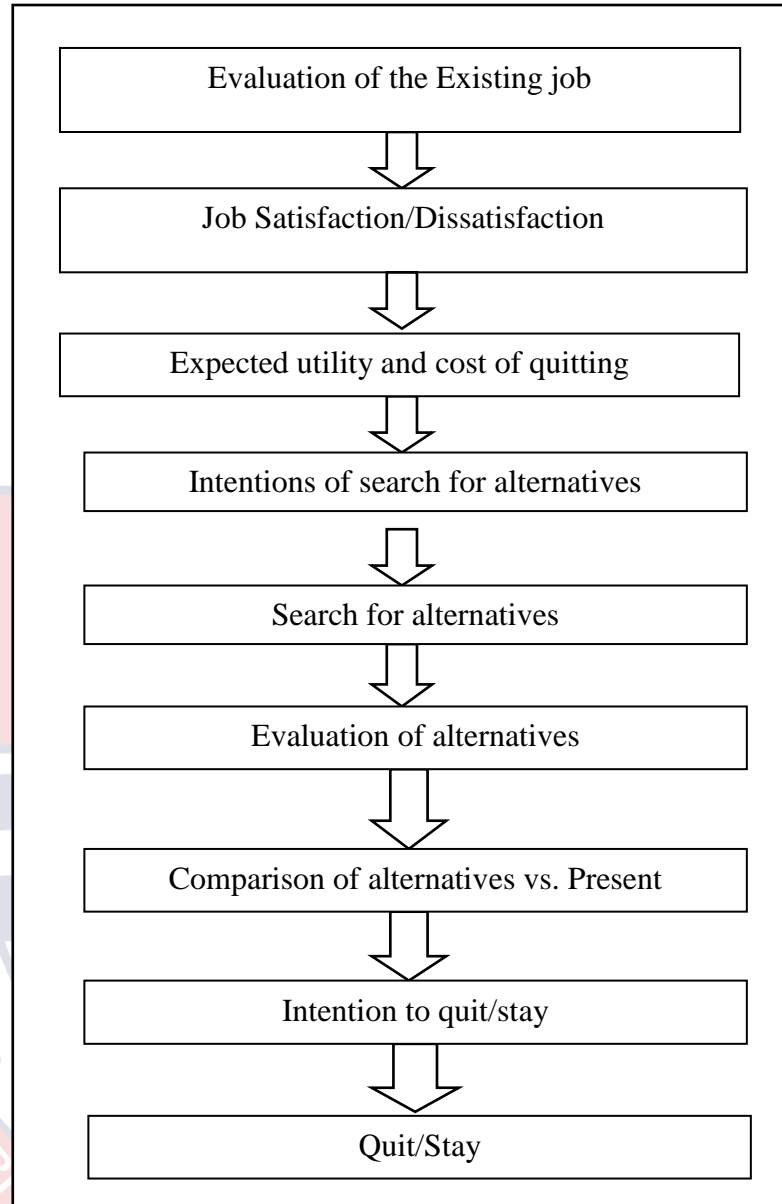 Evaluation of the Existing job
Job Satisfaction/Dissatisfaction
Expected utility and cost of quitting
Intentions of search for alternatives
Search for alternatives
Evaluation of alternatives
Comparison of alternatives vs. Present
Intention to quit/stay
Quit/Stay